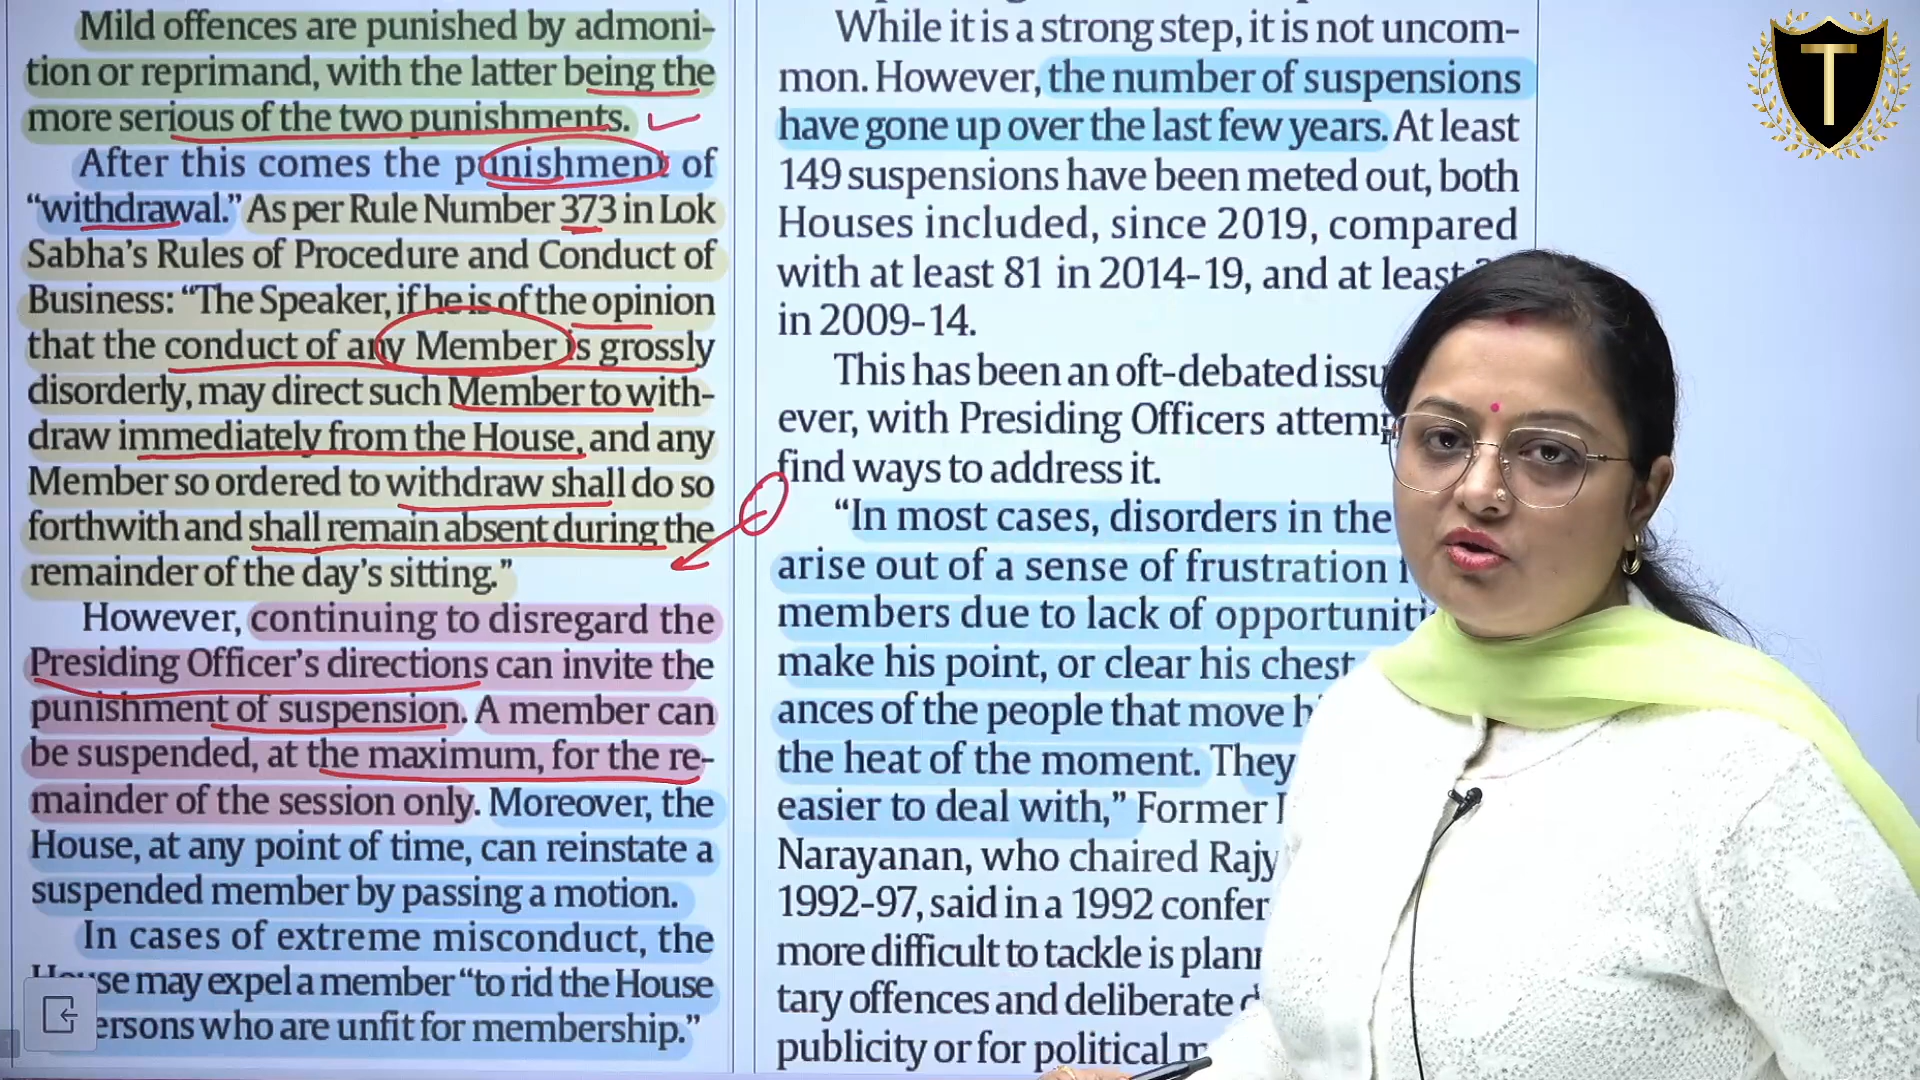 Mild offences are punished by admoni-
tion or reprimand, with the latter being the
more serious of the two punishments.
After this comes the punishment of
“withdrawal.” As per Rule Number 373 in Lok
Sabha’s Rules of Procedure and Conduct of
Business: “The Speaker, if he is of the opinion
that the conduct of any Member is grossly
disorderly, may direct such Member to with-
draw immediately from the House, and any
Member so ordered to withdraw shall do so
forthwith and shall remain absent during the
remainder of the day’s sitting.”
However, continuing to disregard the
Presiding Officer’s directions can invite the
punishment of suspension. A member can
be suspended, at the maximum, for the re-
mainder of the session only. Moreover, the
House, at any point of time, can reinstate a
suspended member by passing a motion.
In cases of extreme misconduct, the
House may expel a member “to rid the House
ersons who are unfit for membership.”
While it is a strong step, it is not uncom-
mon. However, the number of suspensions
have gone up over the last few years. At least
149 suspensions have been meted out, both
Houses included, since 2019, compared
with at least 81 in 2014-19, and at least
in 2009-14.
This has been an oft-debated issu
ever, with Presiding Officers attemp
find ways to address it.
“In most cases, disorders in the
arise out of a sense of frustration
members due to lack of opportuniti
make his point, or clear his chest
ances of the people that move h
the heat of the moment. They
easier to deal with,” Former
Narayanan, who chaired Rajy
1992-97, said in a 1992 confer
more difficult to tackle is plann
tary offences and deliberate d
publicity or for political m
T